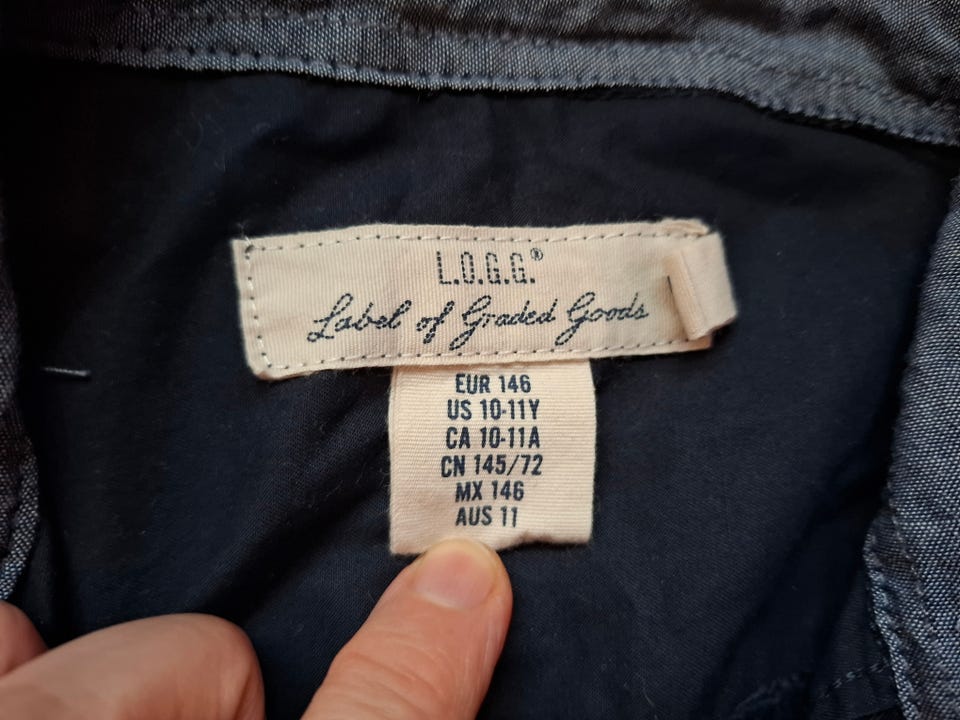 L.O.G.G.®
Label of Graded Goods
EUR 146
US 10-11Y
CA 10-11A
CN 145/72
MX 146
AUS 11